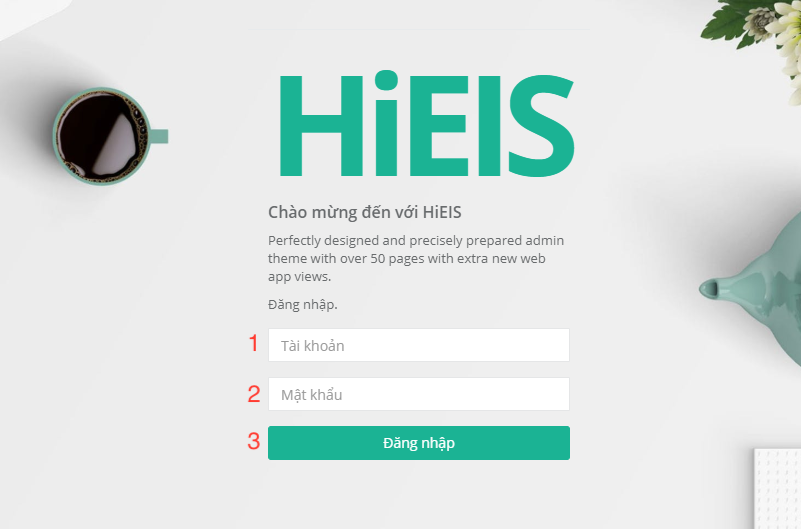 HiEIS
Chào mừng đến với HiEIS
Perfectly designed and precisely prepared admin
theme with over 50 pages with extra new web
app views.
Đăng nhập.
1 Tài khoản
2 Mật khẩu
3 Đăng nhập